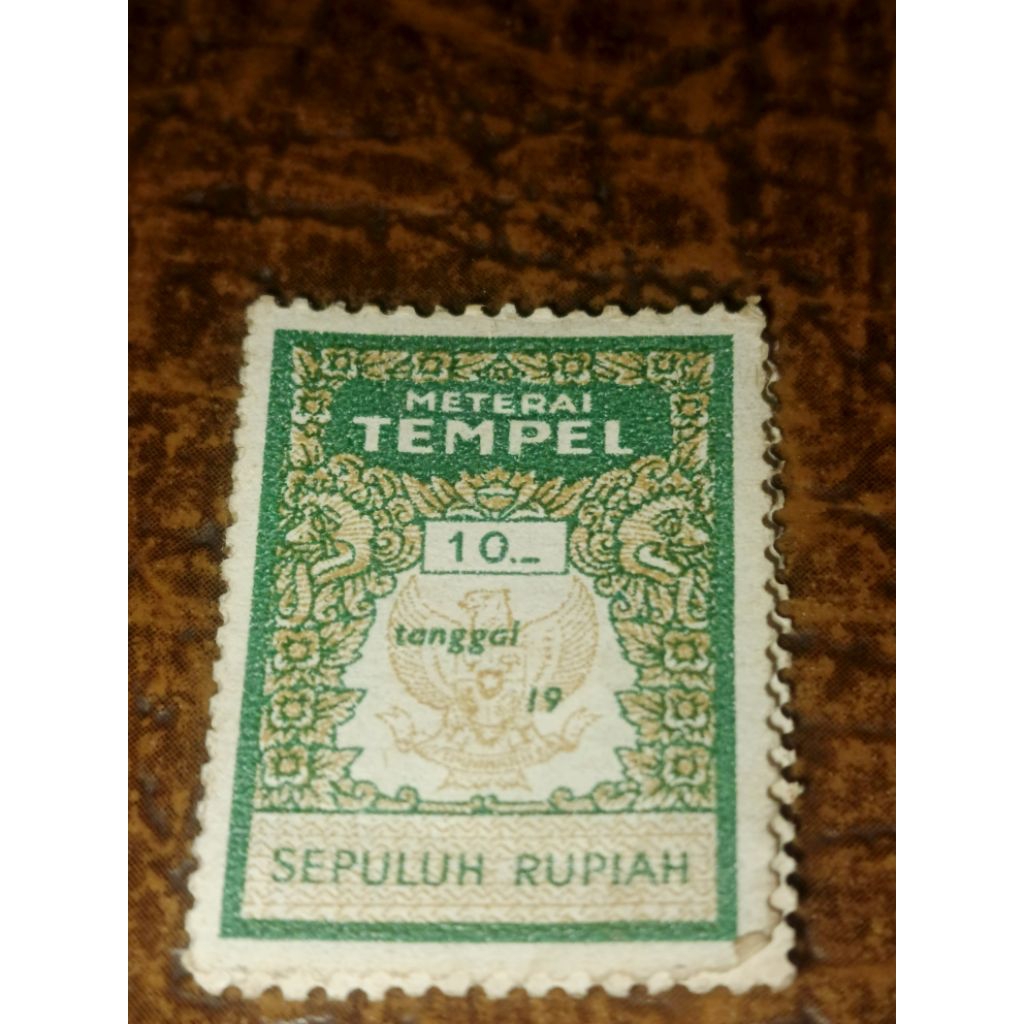 METERAI
TEMPEL
10.-
tanggal
19
SEPULUH RUPIAH